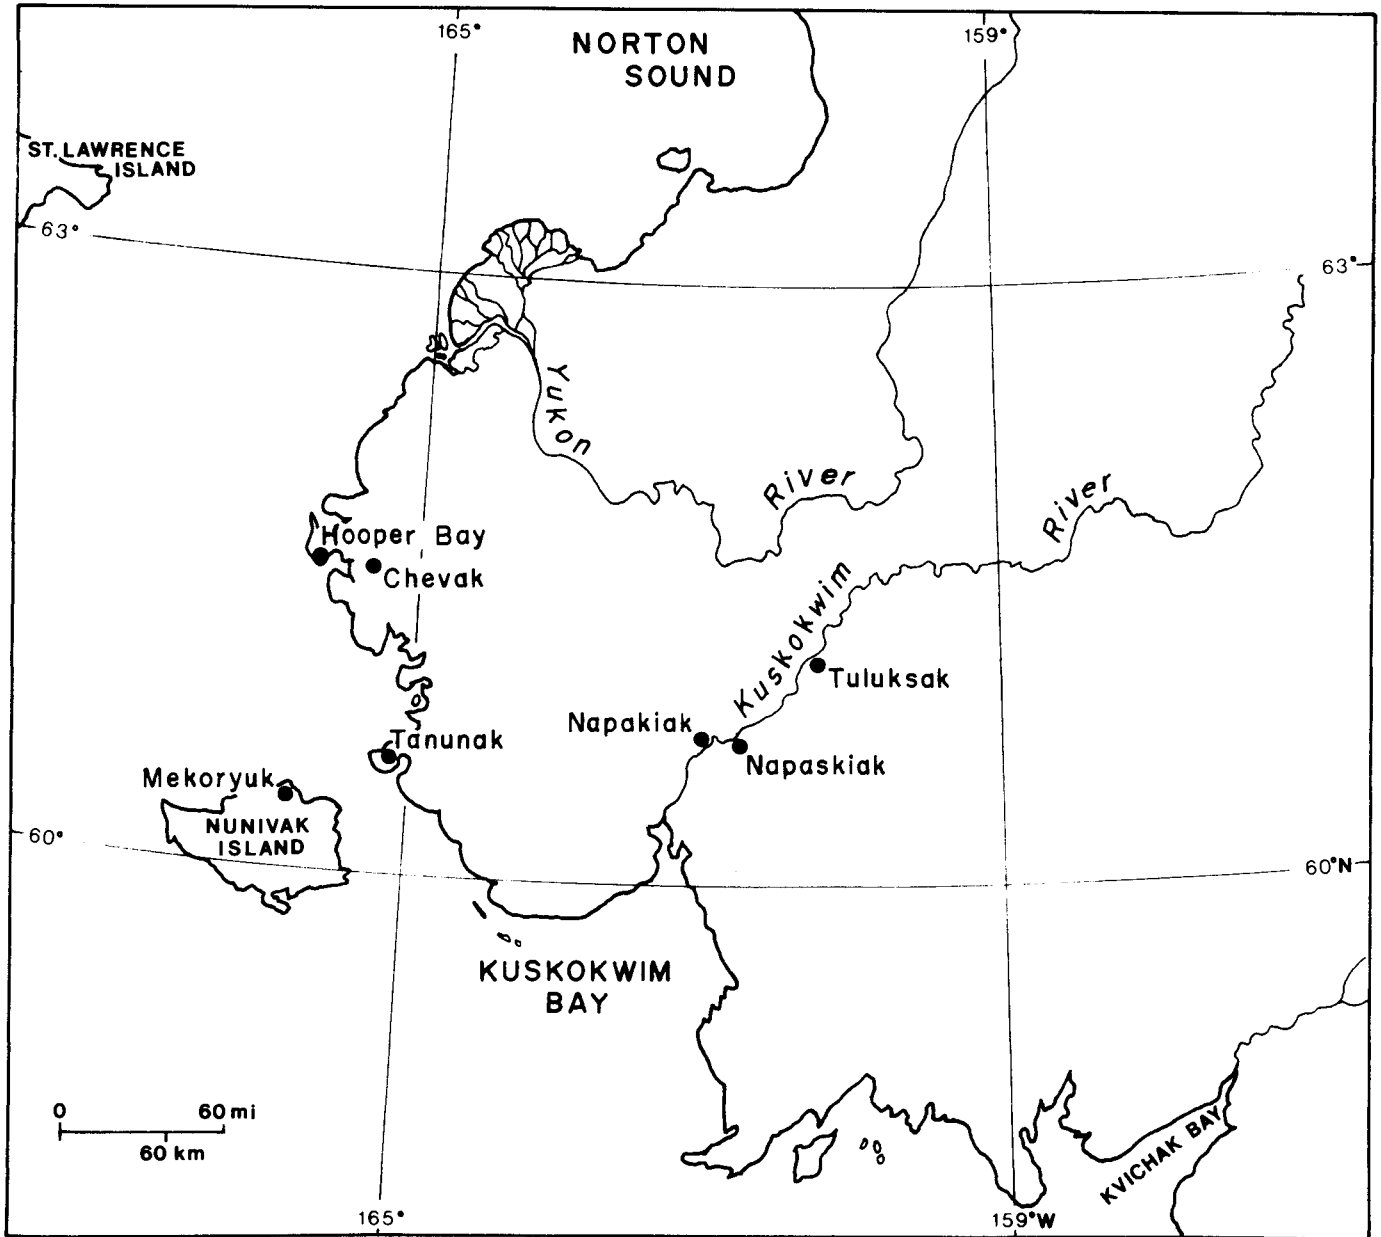 165°
159°
NORTON
SOUND
ST. LAWRENCE
ISLAND
63°
63°
Yukon
River
River
Hooper Bay
Chevak
Kuskokwim
Tuluksak
Napakiak
Tanunak
Napaskiak
Mekoryuk
NUNIVAK
ISLAND
60°
60°N
KUSKOKWIM
BAY
0 60 mi
60 km
KVICHAK BAY
165°
159°W